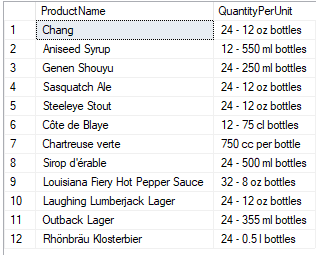 ProductName QuantityPerUnit
1 Chang 24 - 12 oz bottles
2 Aniseed Syrup 12 - 550 ml bottles
3 Genen Shouyu 24 - 250 ml bottles
4 Sasquatch Ale 24 - 12 oz bottles
5 Steeleye Stout 24 - 12 oz bottles
6 Côte de Blaye 12 - 75 cl bottles
7 Chartreuse verte 750 cc per bottle
8 Sirop d'érable 24 - 500 ml bottles
9 Louisiana Fiery Hot Pepper Sauce 32 - 8 oz bottles
10 Laughing Lumberjack Lager 24 - 12 oz bottles
11 Outback Lager 24 - 355 ml bottles
12 Rhönbräu Klosterbier 24 - 0.5 l bottles